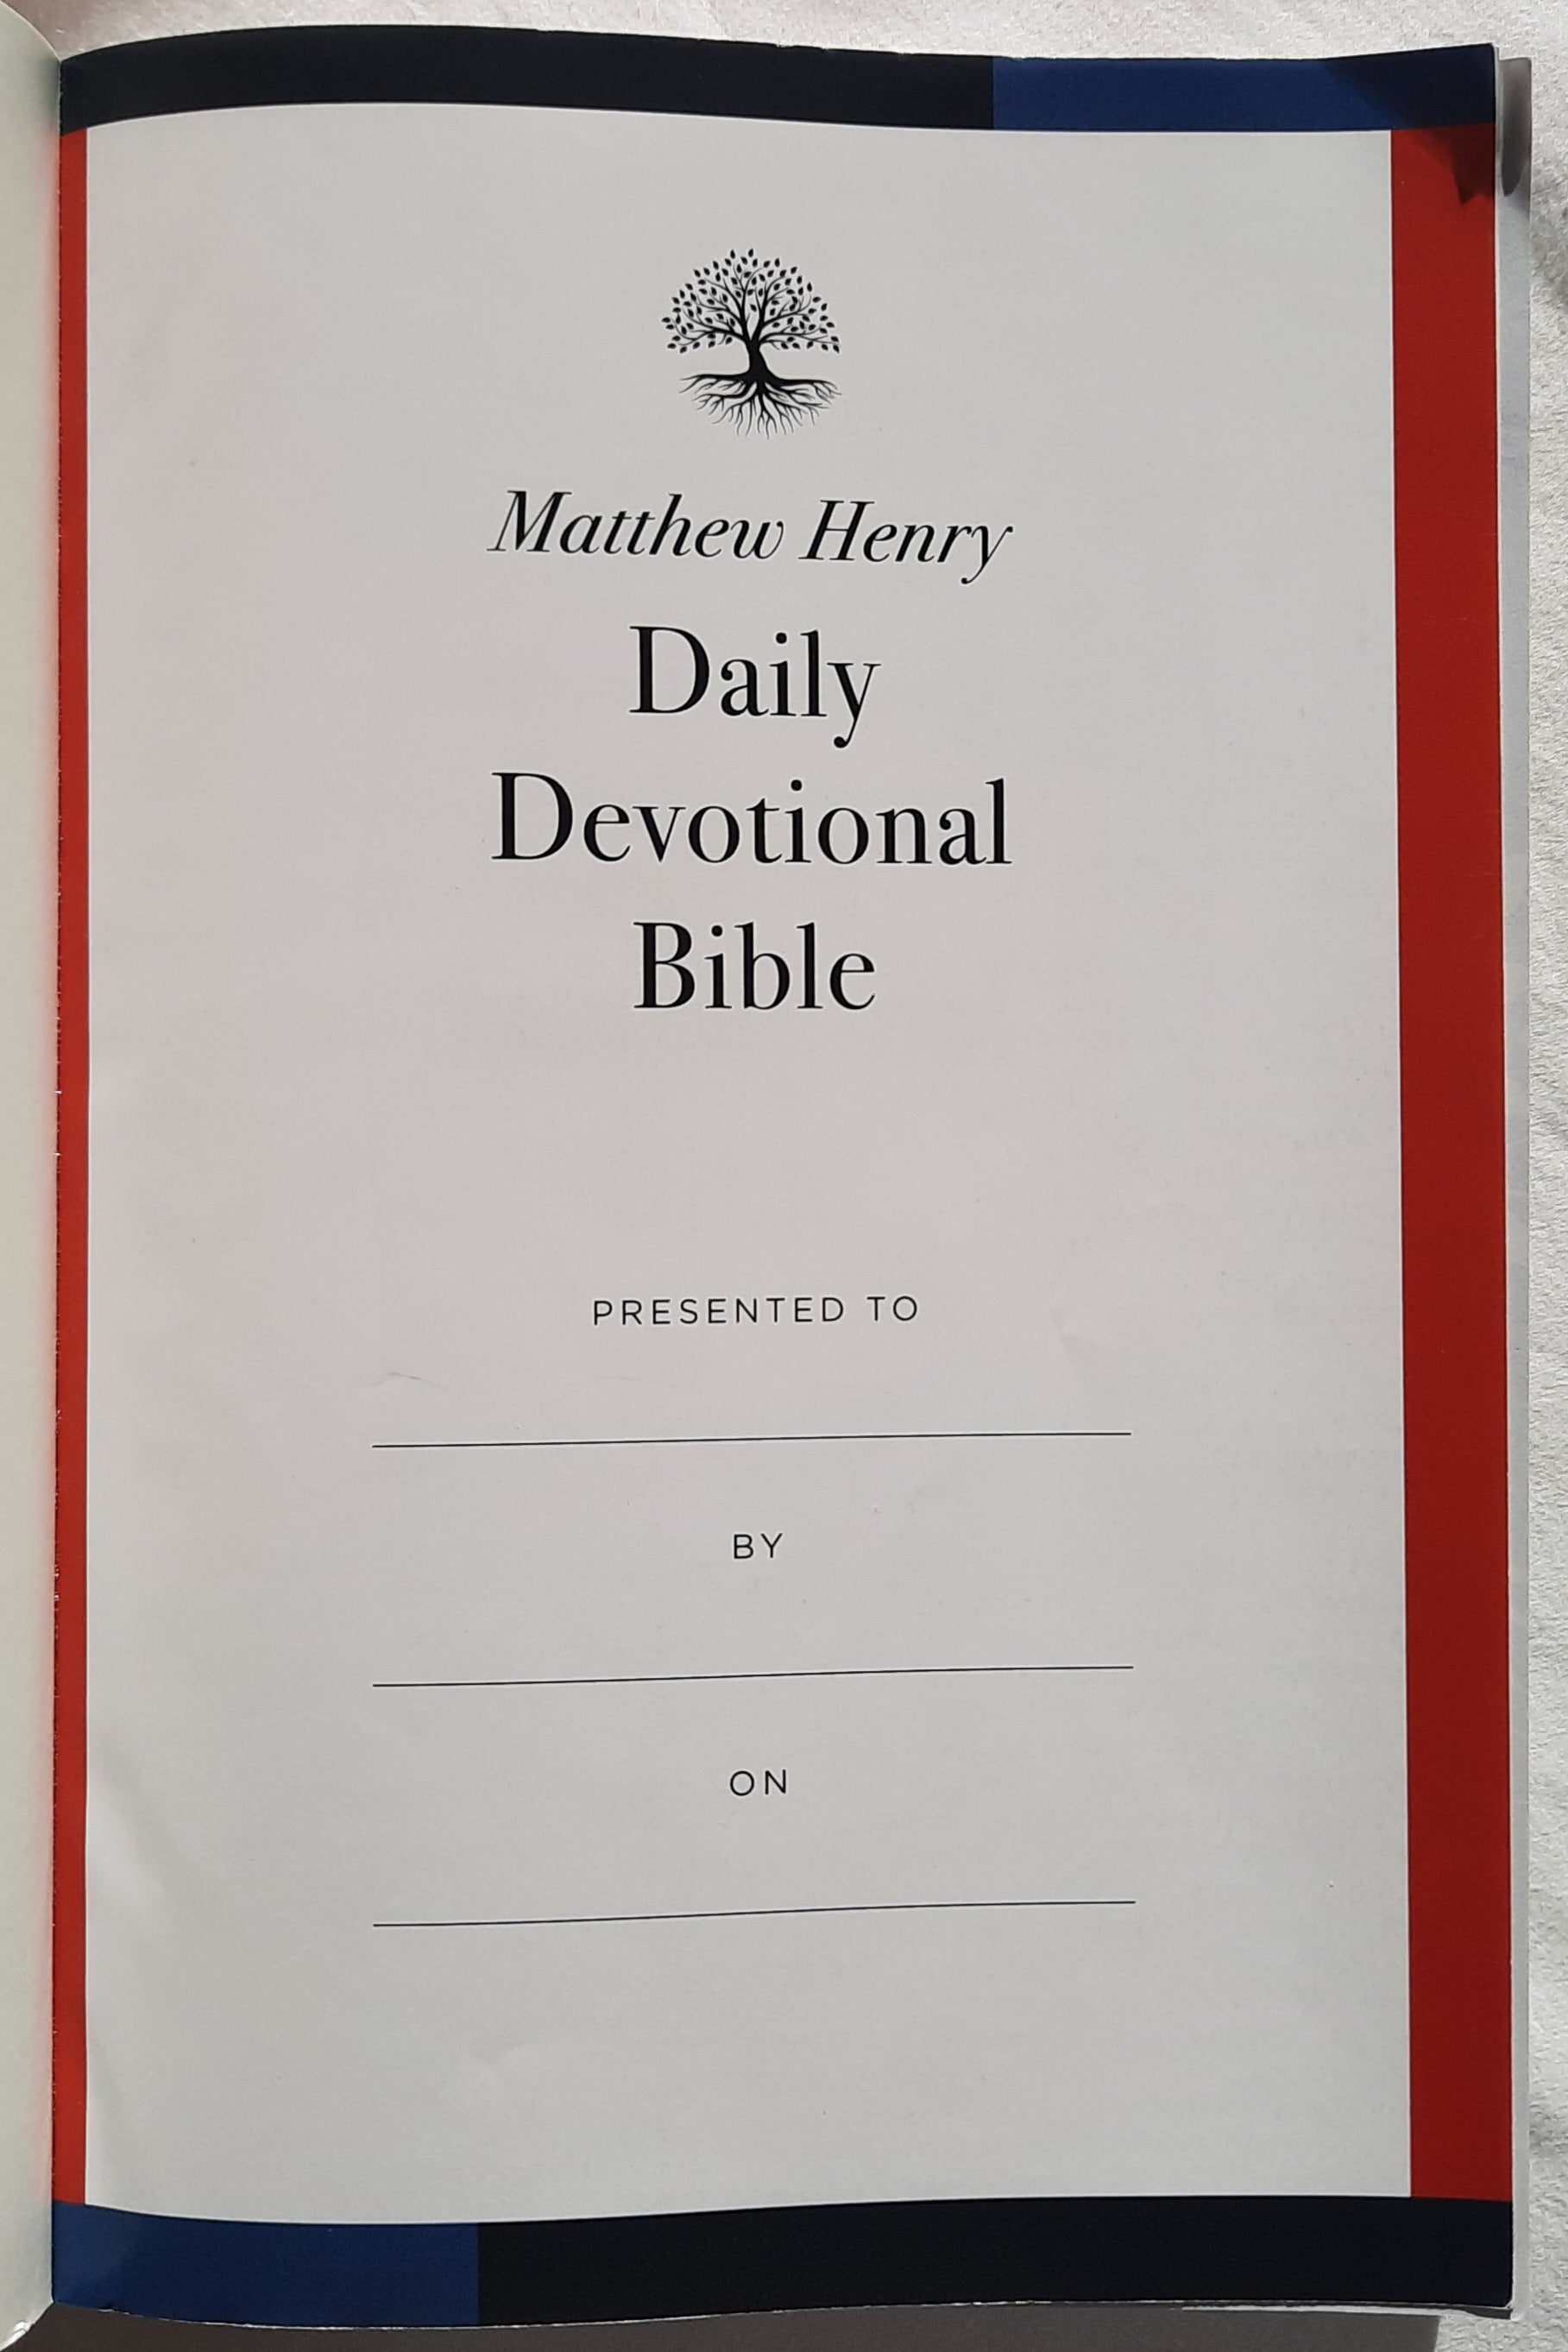 Matthew Henry
Daily
Devotional
Bible
PRESENTED TO
BY
ON